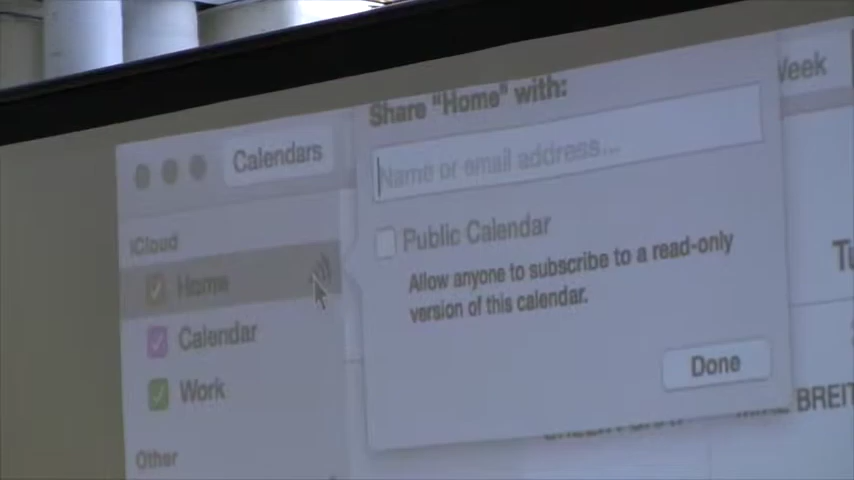 Calendars
iCloud
Home
Calendar
Work
Other
Share "Home" with:
Name or email address...
Public Calendar
Allow anyone to subscribe to a read-only
version of this calendar.
Done
Week
Tu